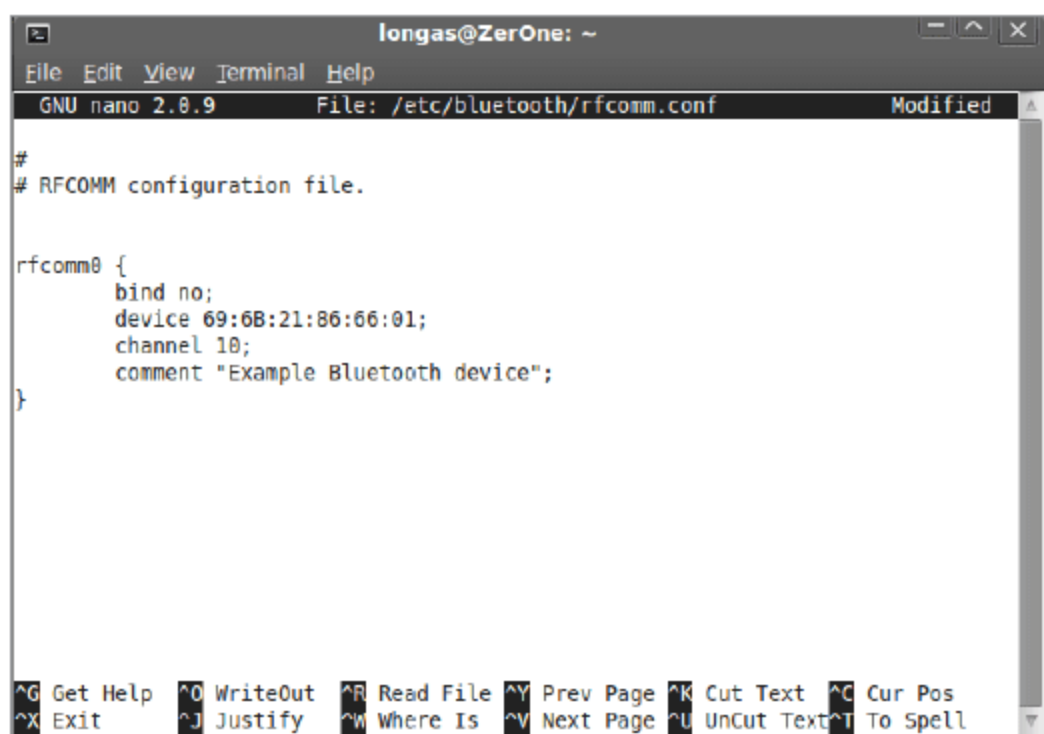 longas@ZerOne: ~
File Edit View Terminal Help
GNU nano 2.0.9 File: /etc/bluetooth/rfcomm.conf Modified
#
# RFCOMM configuration file.
rfcomm0 {
bind no;
device 69:6B:21:86:66:01;
channel 10;
comment "Example Bluetooth device";
}
^G Get Help ^O WriteOut ^R Read File ^Y Prev Page ^K Cut Text ^C Cur Pos
^X Exit ^J Justify ^W Where Is ^V Next Page ^U UnCut Text ^T To Spell